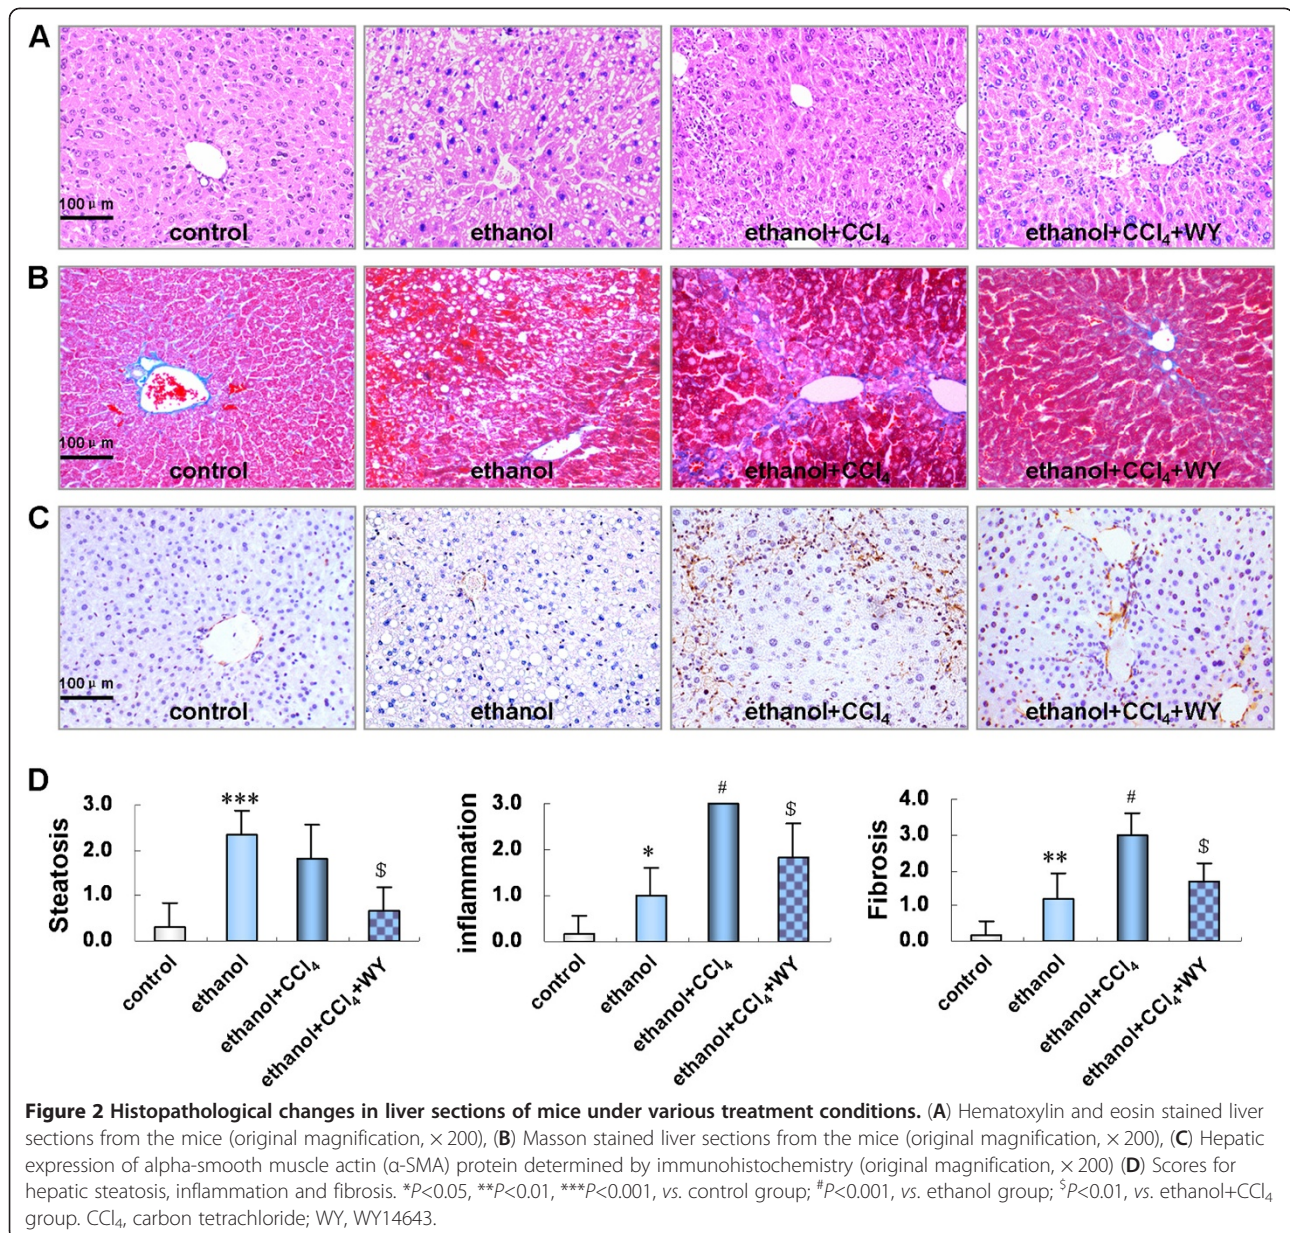 A
100 μm
control
ethanol
ethanol+CCl₄
ethanol+CCl₄+WY
B
100 μm
control
ethanol
ethanol+CCl₄
ethanol+CCl₄+WY
C
100 μm
control
ethanol
ethanol+CCl₄
ethanol+CCl₄+WY
D
Steatosis
3.0
2.0
1.0
0.0
***
$
control
ethanol
ethanol+CCl₄
ethanol+CCl₄+WY
inflammation
3.0
2.0
1.0
0.0
*
#
$
control
ethanol
ethanol+CCl₄
ethanol+CCl₄+WY
Fibrosis
4.0
3.0
2.0
1.0
0.0
**
#
$
control
ethanol
ethanol+CCl₄
ethanol+CCl₄+WY
Figure 2 Histopathological changes in liver sections of mice under various treatment conditions. (A) Hematoxylin and eosin stained liver
sections from the mice (original magnification, × 200), (B) Masson stained liver sections from the mice (original magnification, × 200), (C) Hepatic
expression of alpha-smooth muscle actin (α-SMA) protein determined by immunohistochemistry (original magnification, × 200) (D) Scores for
hepatic steatosis, inflammation and fibrosis. *P<0.05, **P<0.01, ***P<0.001, vs. control group; #P<0.001, vs. ethanol group; $P<0.01, vs. ethanol+CCl₄
group. CCl₄, carbon tetrachloride; WY, WY14643.